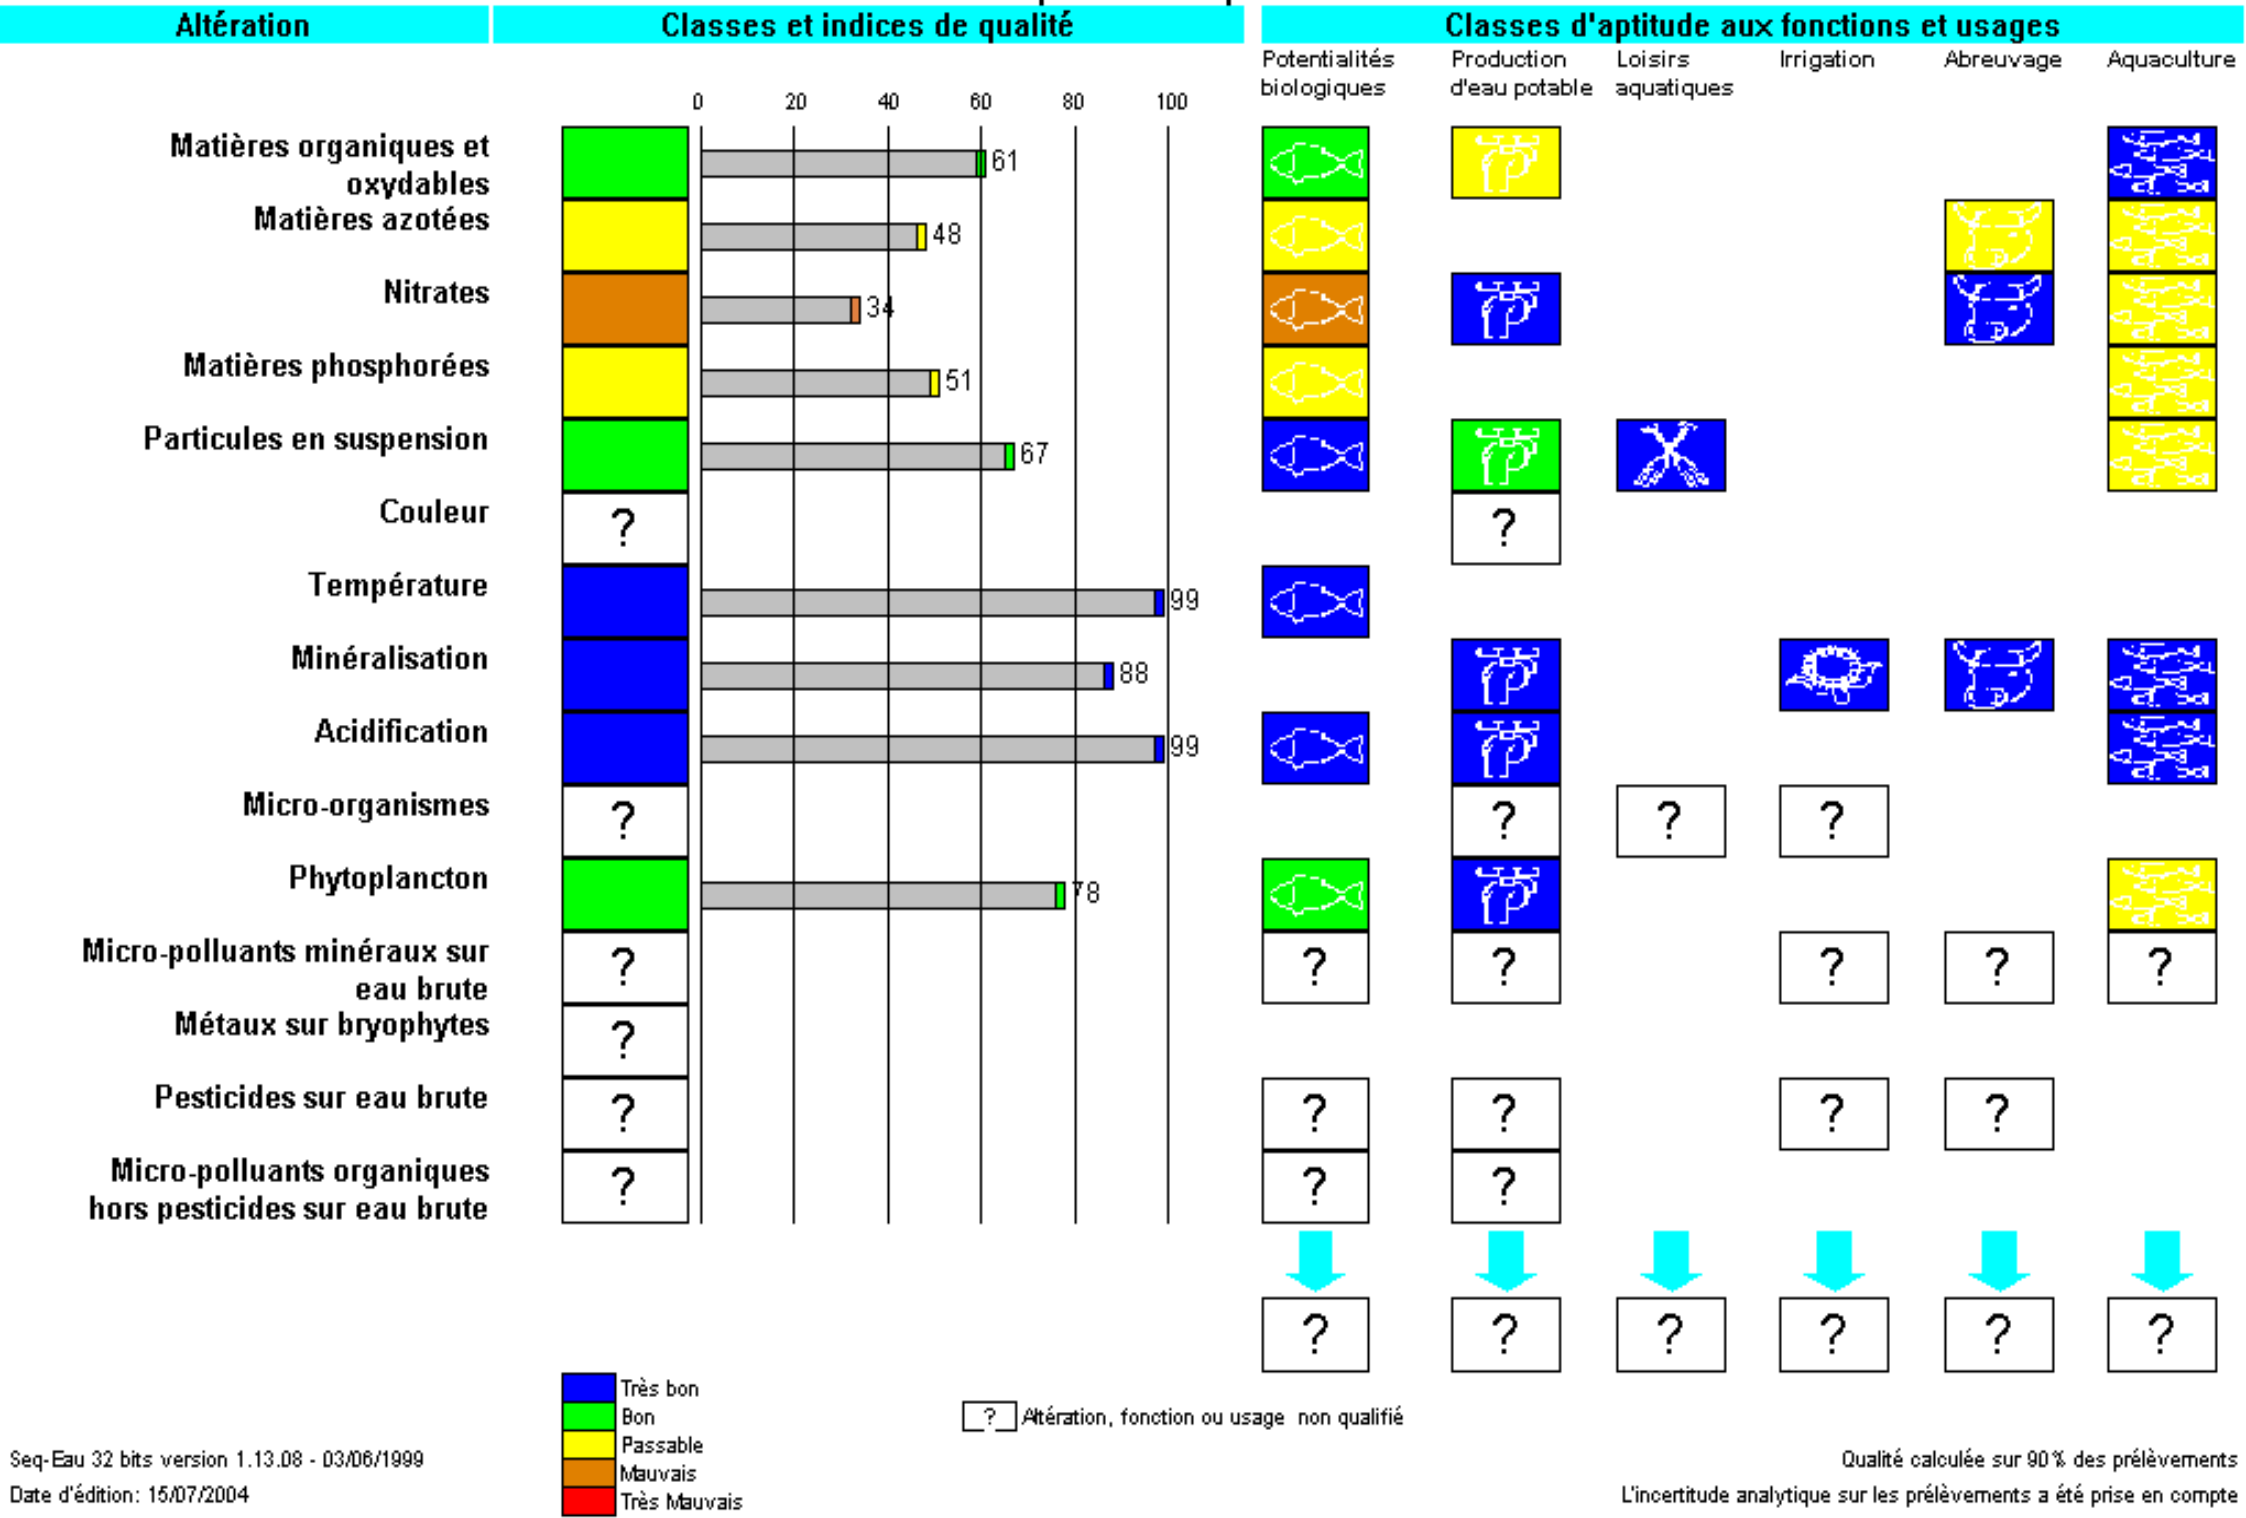 Altération Classes et indices de qualité Classes d'aptitude aux fonctions et usages
Potentialités biologiques
Production d'eau potable
Loisirs aquatiques
Irrigation
Abreuvage
Aquaculture
0 20 40 60 80 100
Matières organiques et
oxydables
61
Matières azotées
48
Nitrates
34
Matières phosphorées
51
Particules en suspension
67
Couleur ? ?
Température
99
Minéralisation
88
Acidification
99
Micro-organismes ? ? ? ?
Phytoplancton
78
Micro-polluants minéraux sur
eau brute
? ? ? ? ? ?
Métaux sur bryophytes ?
Pesticides sur eau brute ? ? ? ? ?
Micro-polluants organiques
hors pesticides sur eau brute
? ? ?
? ? ? ? ? ?
Très bon
Bon
Passable
Mauvais
Très Mauvais
? Altération, fonction ou usage non qualifié
Seq-Eau 32 bits version 1.13.08 - 03/06/1999
Date d'édition: 15/07/2004
Qualité calculée sur 90% des prélèvements
L'incertitude analytique sur les prélèvements a été prise en compte